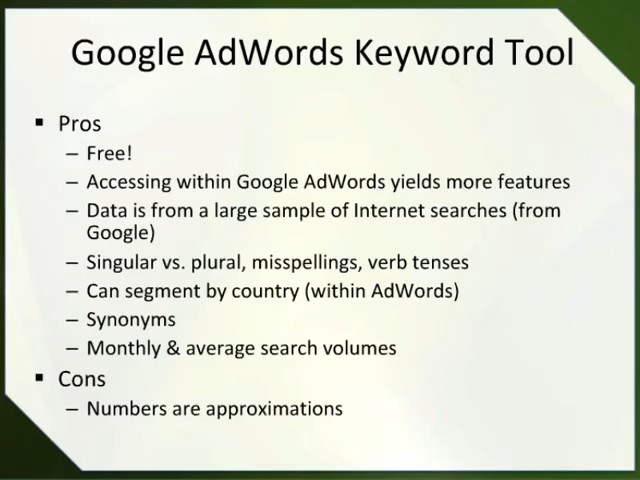 Google AdWords Keyword Tool
▪ Pros
– Free!
– Accessing within Google AdWords yields more features
– Data is from a large sample of Internet searches (from
Google)
– Singular vs. plural, misspellings, verb tenses
– Can segment by country (within AdWords)
– Synonyms
– Monthly & average search volumes
▪ Cons
– Numbers are approximations